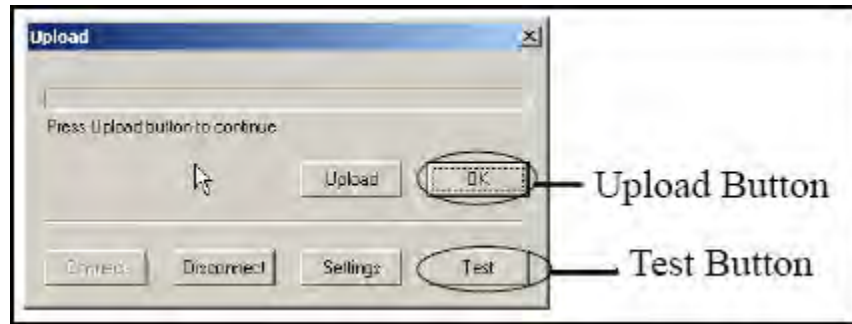 Upload
Press Upload button to continue
Upload OK Upload Button
Connect Disconnect Settings Test Test Button